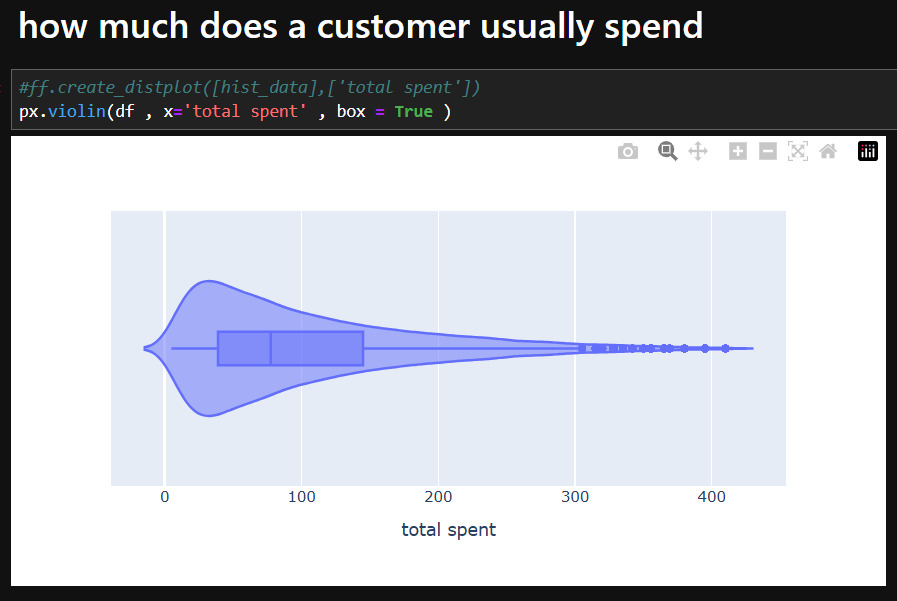 how much does a customer usually spend
#ff.create_distplot([hist_data],['total spent'])
px.violin(df , x='total spent' , box = True )
0 100 200 300 400
total spent